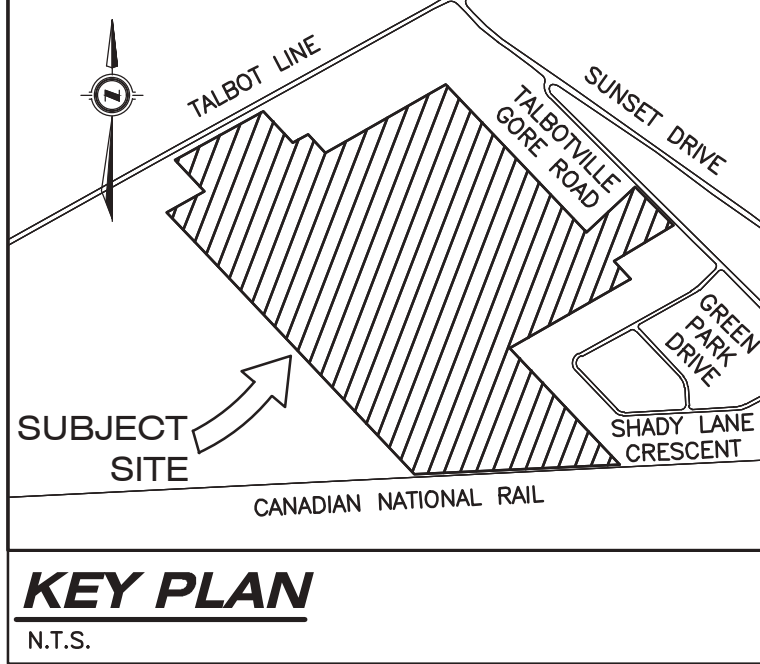 TALBOT LINE
SUNSET DRIVE
TALBOTVILLE
GORE ROAD
N
GREEN
PARK
DRIVE
SUBJECT
SITE
SHADY LANE
CRESCENT
CANADIAN NATIONAL RAIL
KEY PLAN
N.T.S.